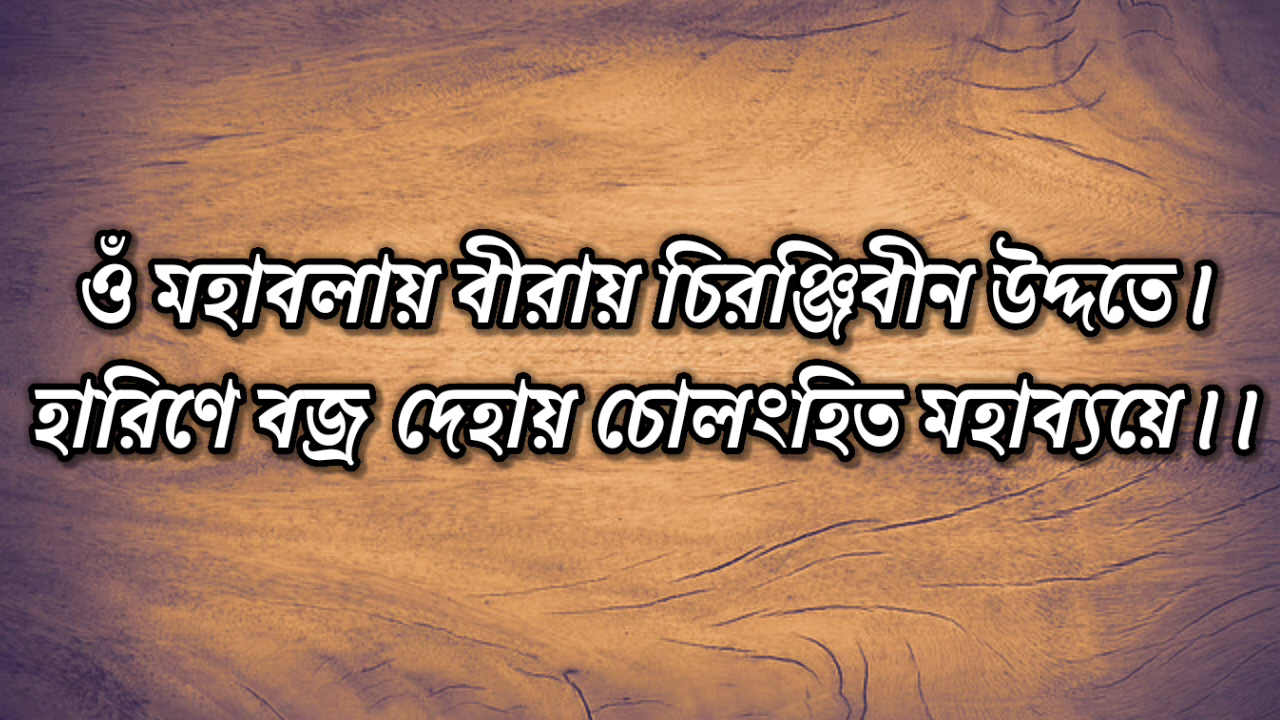 ওঁ মহাবলায় বীরায় চিরঞ্জিবীন উদ্দতে।
হারিণে বজ্র দেহায় চোলংহিত মহাব্যয়ে।।